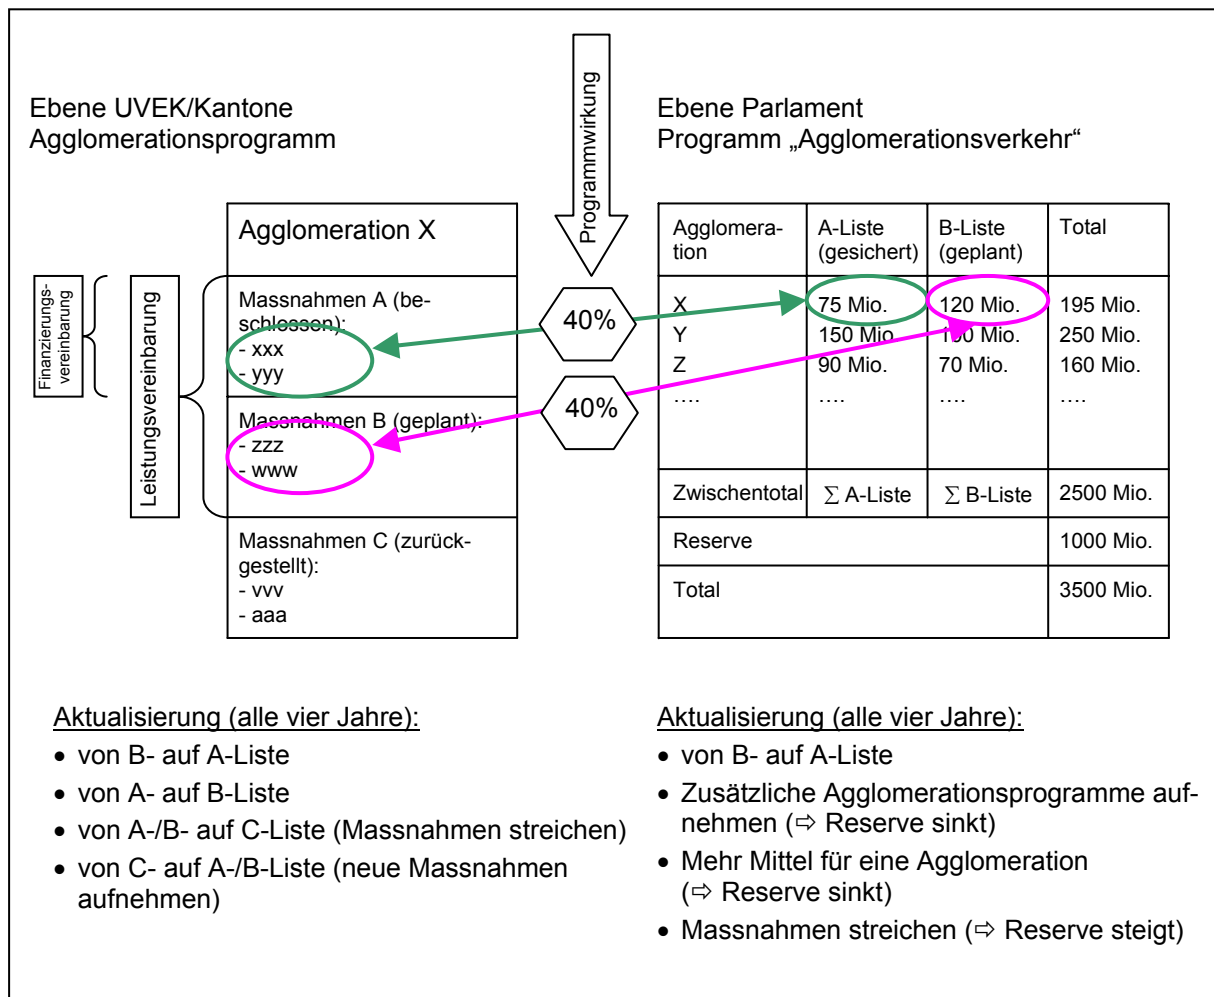 Programmwirkung
Ebene UVEK/Kantone
Agglomerationsprogramm
Finanzierungs-
vereinbarung
Leistungsvereinbarung
Agglomeration X
Massnahmen A (be-
schlossen):
- xxx
- yyy
Massnahmen B (geplant):
- zzz
- www
Massnahmen C (zurück-
gestellt):
- vvv
- aaa
40%
40%
Ebene Parlament
Programm „Agglomerationsverkehr“
Agglomera-
tion
A-Liste
(gesichert)
B-Liste
(geplant)
Total
X 75 Mio. 120 Mio. 195 Mio.
Y 150 Mio. 100 Mio. 250 Mio.
Z 90 Mio. 70 Mio. 160 Mio.
…. …. …. ….
Zwischentotal ∑ A-Liste ∑ B-Liste 2500 Mio.
Reserve 1000 Mio.
Total 3500 Mio.
Aktualisierung (alle vier Jahre):
• von B- auf A-Liste
• von A- auf B-Liste
• von A-/B- auf C-Liste (Massnahmen streichen)
• von C- auf A-/B-Liste (neue Massnahmen
aufnehmen)
Aktualisierung (alle vier Jahre):
• von B- auf A-Liste
• Zusätzliche Agglomerationsprogramme auf-
nehmen (⇨ Reserve sinkt)
• Mehr Mittel für eine Agglomeration
(⇨ Reserve sinkt)
• Massnahmen streichen (⇨ Reserve steigt)